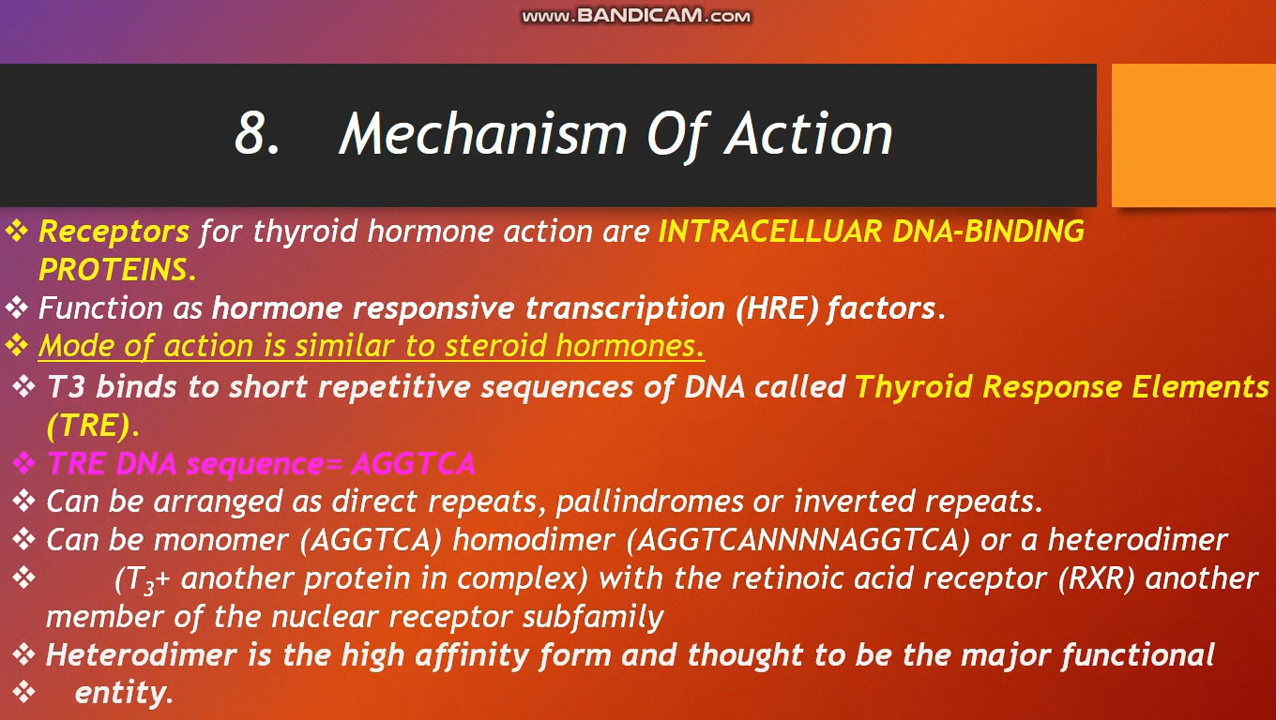 www.BANDICAM.com
8. Mechanism Of Action
❖ Receptors for thyroid hormone action are INTRACELLUAR DNA-BINDING
PROTEINS.
❖ Function as hormone responsive transcription (HRE) factors.
❖ Mode of action is similar to steroid hormones.
❖ T3 binds to short repetitive sequences of DNA called Thyroid Response Elements
(TRE).
❖ TRE DNA sequence= AGGTCA
❖ Can be arranged as direct repeats, pallindromes or inverted repeats.
❖ Can be monomer (AGGTCA) homodimer (AGGTCANNNNAGGTCA) or a heterodimer
❖ (T3+ another protein in complex) with the retinoic acid receptor (RXR) another
member of the nuclear receptor subfamily
❖ Heterodimer is the high affinity form and thought to be the major functional
❖ entity.